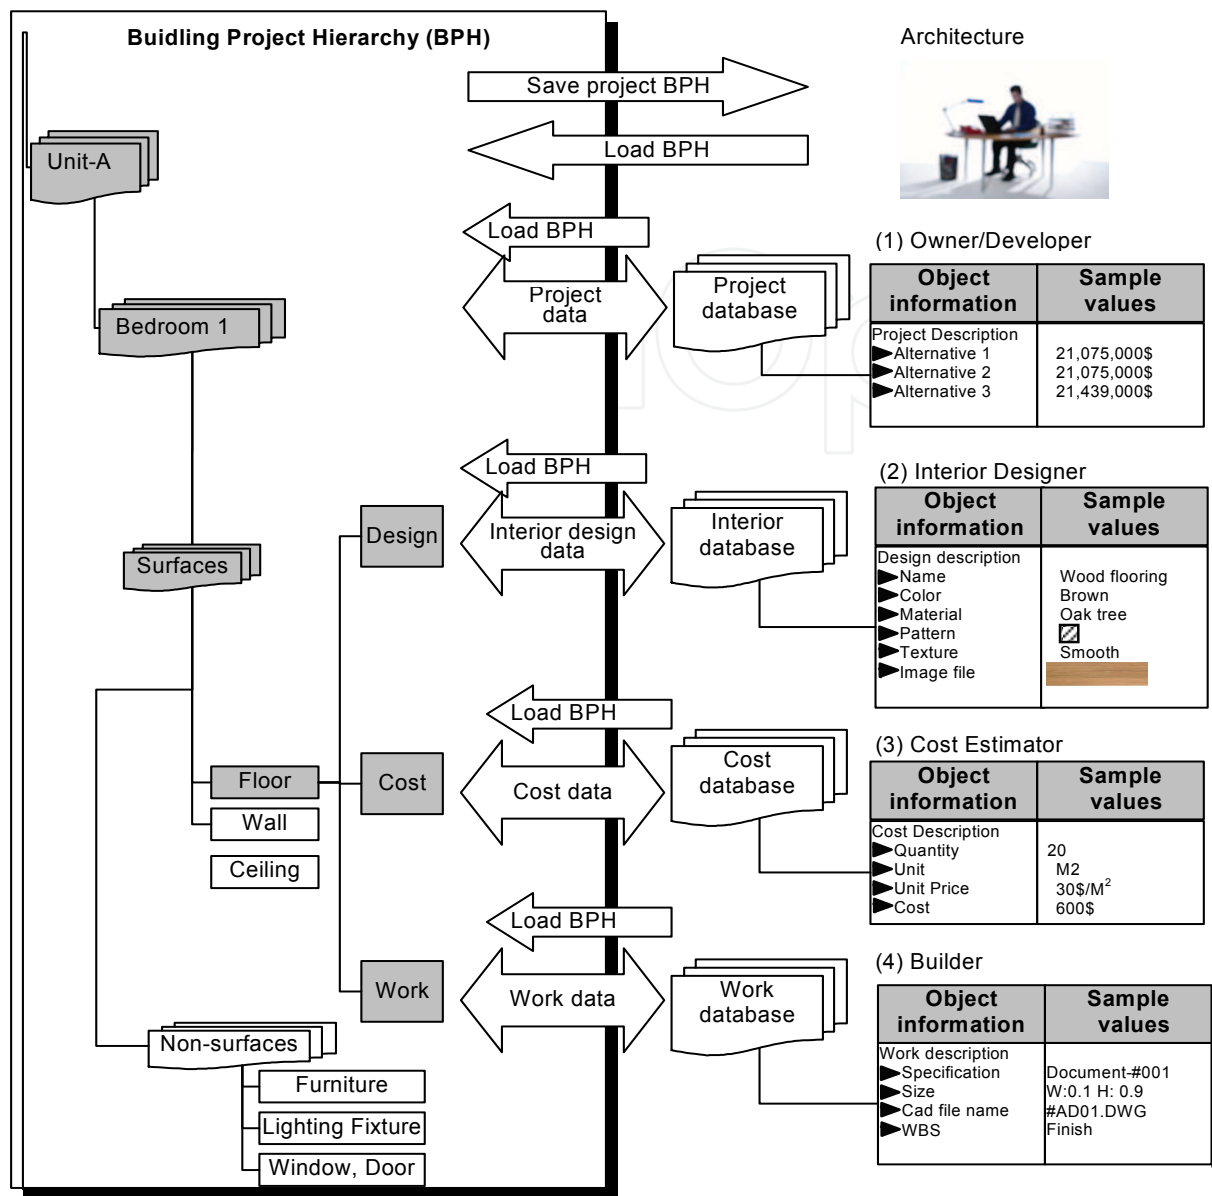 Buidling Project Hierarchy (BPH)
Architecture
Save project BPH
Load BPH
Unit-A
Bedroom 1
Surfaces
Floor
Wall
Ceiling
Non-surfaces
Furniture
Lighting Fixture
Window, Door
Design
Cost
Work
Load BPH
Project
data
Project
database
(1) Owner/Developer
Object
information
Sample
values
Project Description
Alternative 1 21,075,000$
Alternative 2 21,075,000$
Alternative 3 21,439,000$
Load BPH
Interior design
data
Interior
database
(2) Interior Designer
Object
information
Sample
values
Design description
Name Wood flooring
Color Brown
Material Oak tree
Pattern
Texture Smooth
Image file
Load BPH
Cost data
Cost
database
(3) Cost Estimator
Object
information
Sample
values
Cost Description
Quantity 20
Unit M2
Unit Price 30$/M²
Cost 600$
Load BPH
Work data
Work
database
(4) Builder
Object
information
Sample
values
Work description
Specification Document-#001
Size W:0.1 H: 0.9
Cad file name #AD01.DWG
WBS Finish